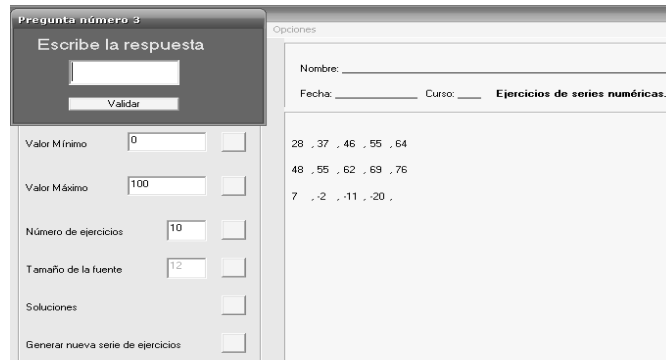 Pregunta número 3
Escribe la respuesta
Validar
Valor Mínimo 0
Valor Máximo 100
Número de ejercicios 10
Tamaño de la fuente 12
Soluciones
Generar nueva serie de ejercicios
Opciones
Nombre:
Fecha: Curso: Ejercicios de series numéricas.
28 , 37 , 46 , 55 , 64
48 , 55 , 62 , 69 , 76
7 , -2 , -11 , -20 ,